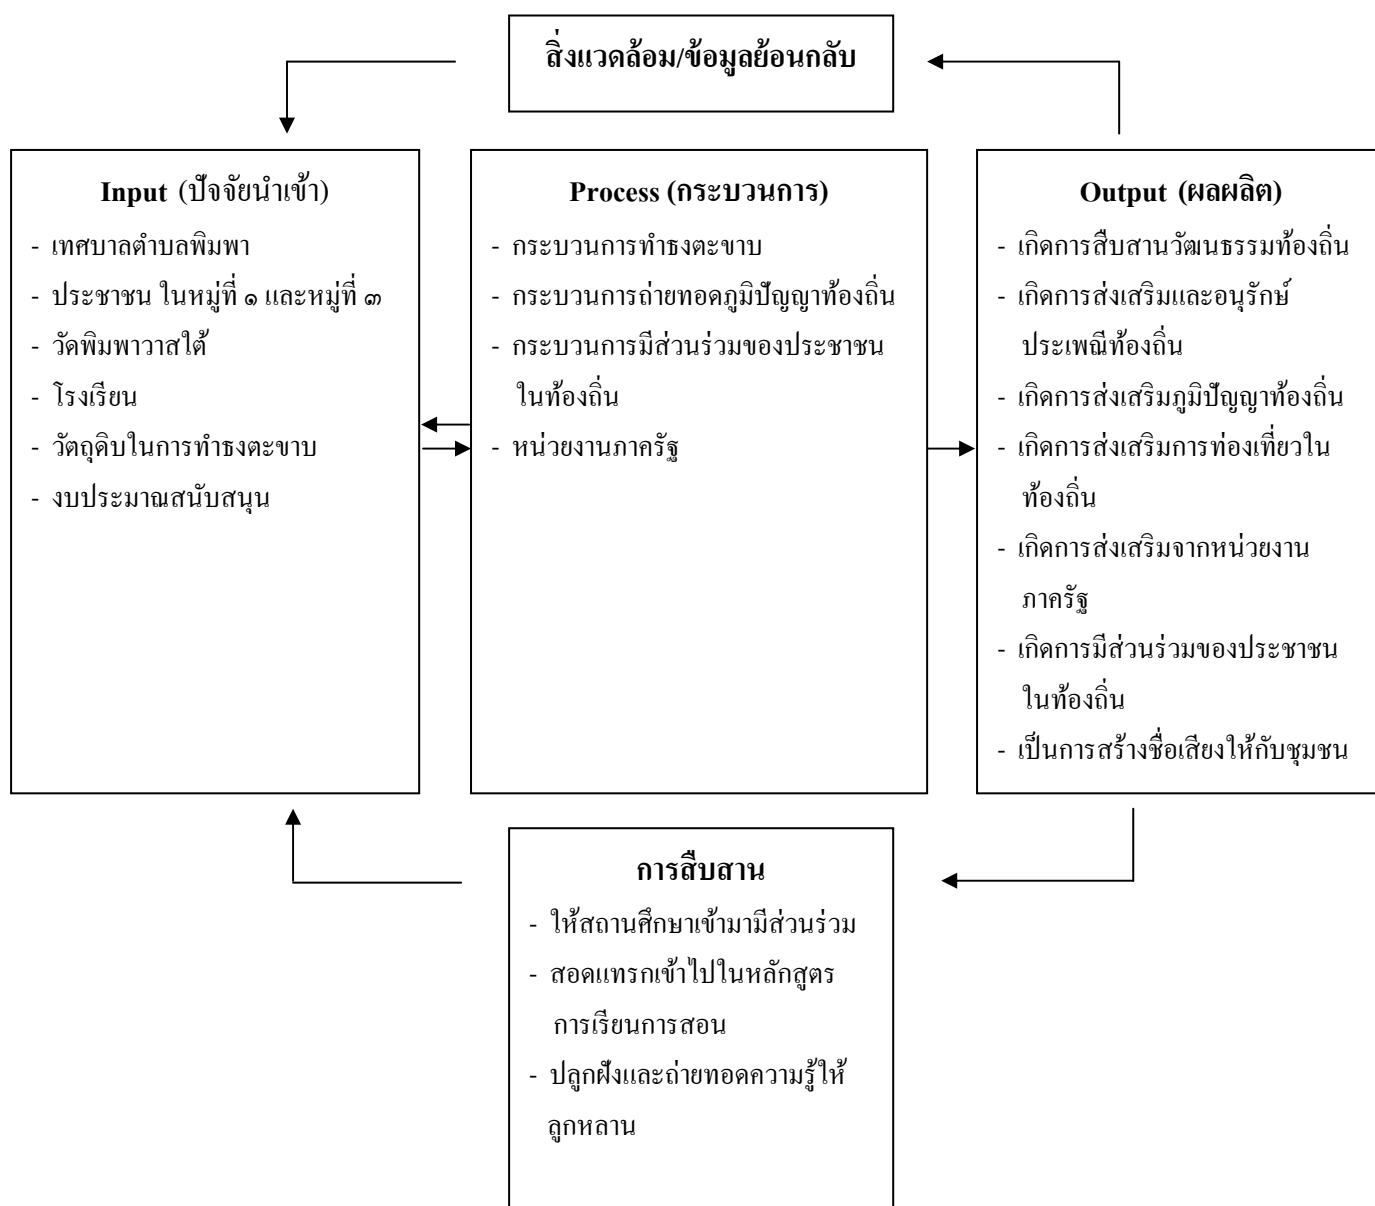 สิ่งแวดล้อม/ข้อมูลย้อนกลับ
Input (ปัจจัยนำเข้า)
- เทศบาลตำบลพิมพา
- ประชาชน ในหมู่ที่ ๑ และหมู่ที่ ๓
- วัดพิมพาวาสใต้
- โรงเรียน
- วัตถุดิบในการทำธงตะขาบ
- งบประมาณสนับสนุน
Process (กระบวนการ)
- กระบวนการทำธงตะขาบ
- กระบวนการถ่ายทอดภูมิปัญญาท้องถิ่น
- กระบวนการมีส่วนร่วมของประชาชน
ในท้องถิ่น
- หน่วยงานภาครัฐ
Output (ผลผลิต)
- เกิดการสืบสานวัฒนธรรมท้องถิ่น
- เกิดการส่งเสริมและอนุรักษ์
ประเพณีท้องถิ่น
- เกิดการส่งเสริมภูมิปัญญาท้องถิ่น
- เกิดการส่งเสริมการท่องเที่ยวใน
ท้องถิ่น
- เกิดการส่งเสริมจากหน่วยงาน
ภาครัฐ
- เกิดการมีส่วนร่วมของประชาชน
ในท้องถิ่น
- เป็นการสร้างชื่อเสียงให้กับชุมชน
การสืบสาน
- ให้สถานศึกษาเข้ามามีส่วนร่วม
- สอดแทรกเข้าไปในหลักสูตร
การเรียนการสอน
- ปลูกฝังและถ่ายทอดความรู้ให้
ลูกหลาน